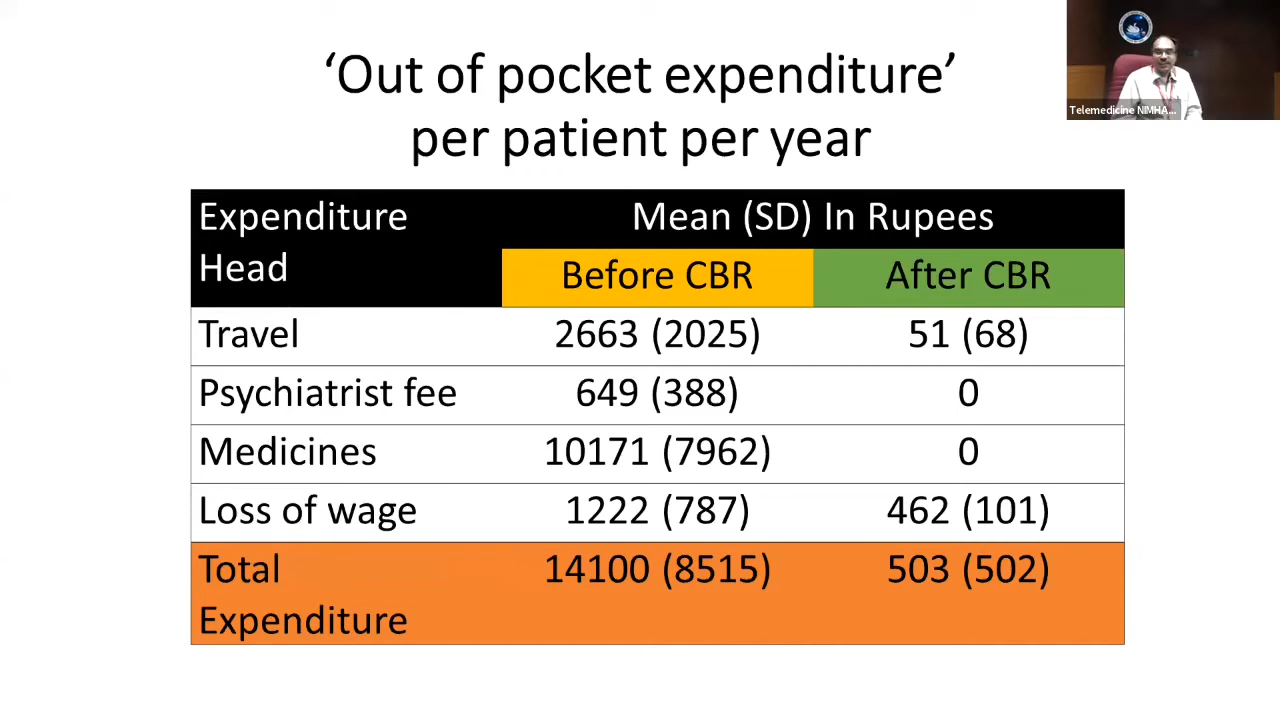 ‘Out of pocket expenditure’
per patient per year
Telemedicine NIMHA...
Expenditure Head Mean (SD) In Rupees
Before CBR After CBR
Travel 2663 (2025) 51 (68)
Psychiatrist fee 649 (388) 0
Medicines 10171 (7962) 0
Loss of wage 1222 (787) 462 (101)
Total Expenditure 14100 (8515) 503 (502)